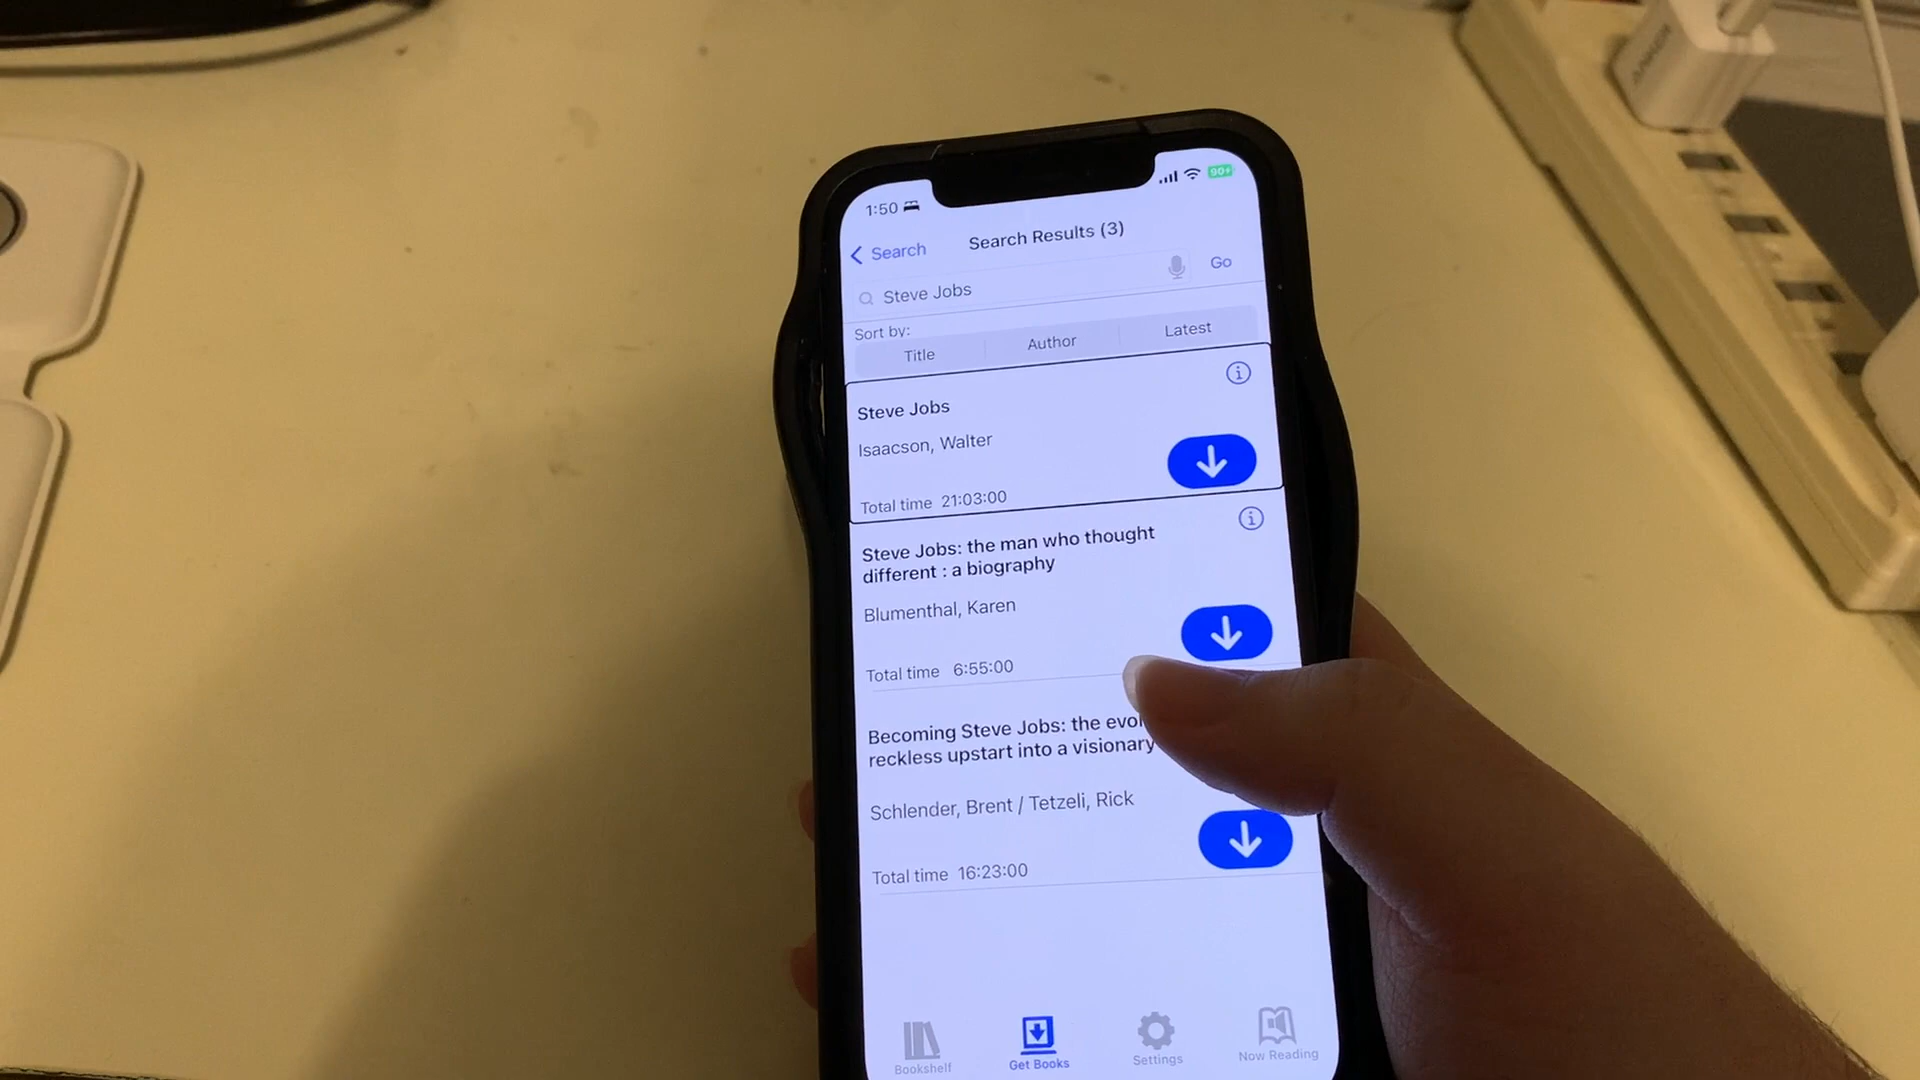 1:50
90+
Search
Search Results (3)
Steve Jobs
Go
Sort by:
Title
Author
Latest
Steve Jobs
Isaacson, Walter
Total time 21:03:00
Steve Jobs: the man who thought
different : a biography
Blumenthal, Karen
Total time 6:55:00
Becoming Steve Jobs: the
reckless upstart into a visionary
Schlender, Brent / Tetzeli, Rick
Total time 16:23:00
Bookshelf
Get Books
Settings
Now Reading
ANKER